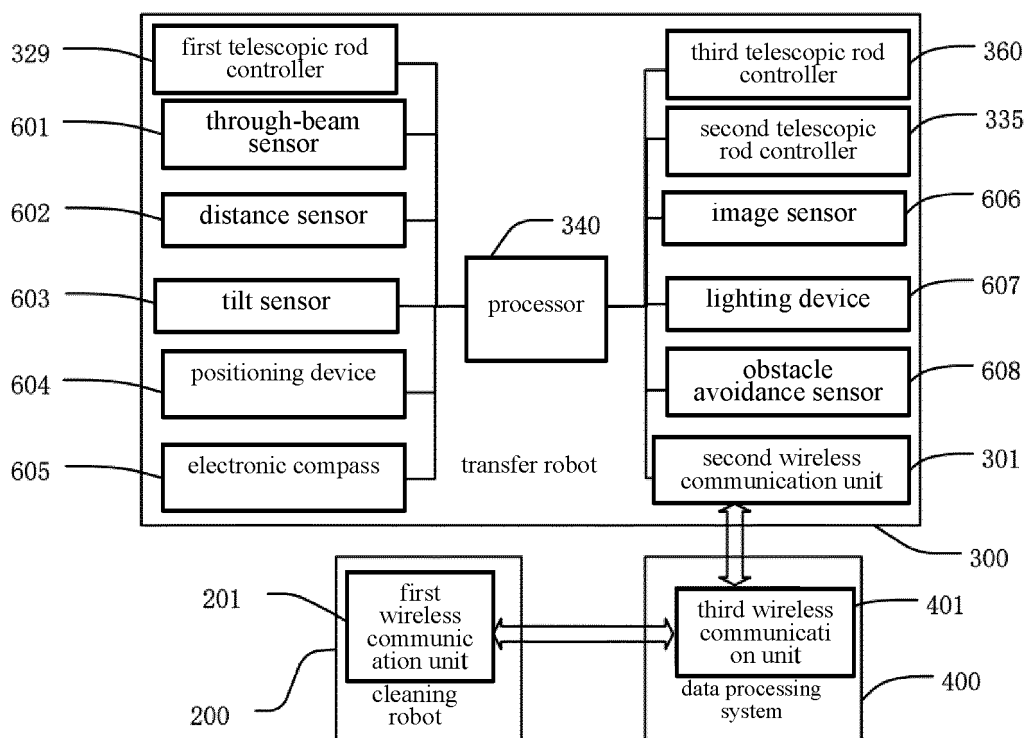 329
first telescopic rod
controller
601
through-beam
sensor
602
distance sensor
603
tilt sensor
604
positioning device
605
electronic compass
340
processor
transfer robot
third telescopic rod
controller
360
second telescopic
rod controller
335
image sensor
606
lighting device
607
obstacle
avoidance sensor
608
second wireless
communication unit
301
300
201
first
wireless
communic
ation unit
cleaning
robot
200
third wireless
communicati
on unit
401
data processing
system
400